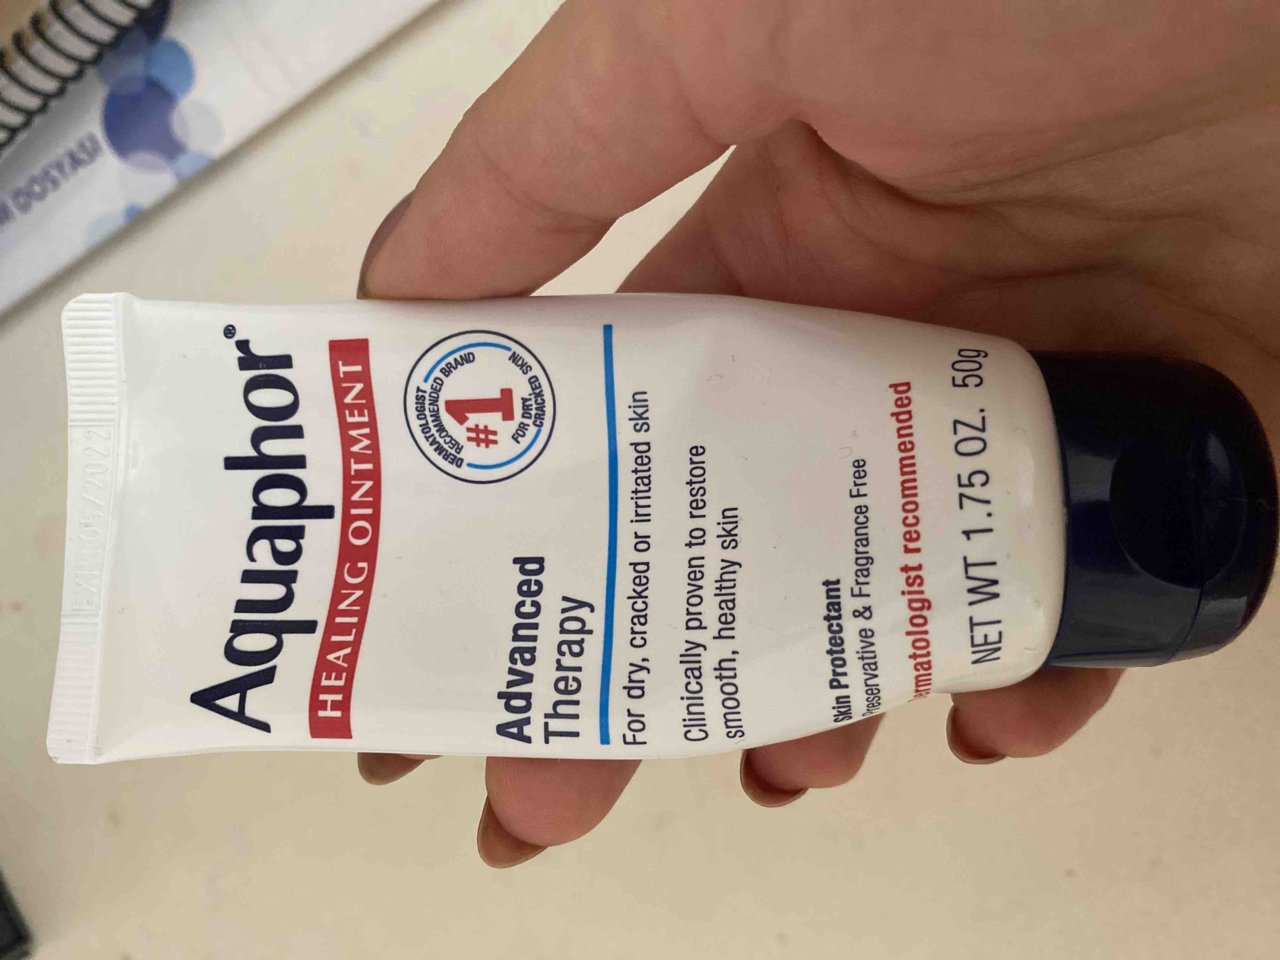 DOSYASI
Aquaphor®
HEALING OINTMENT
DERMATOLOGIST
RECOMMENDED BRAND
#1
FOR DRY,
CRACKED SKIN
Advanced
Therapy
For dry, cracked or irritated skin
Clinically proven to restore
smooth, healthy skin
Skin Protectant
Preservative & Fragrance Free
ermatologist recommended
NET WT 1.75 OZ. 50g